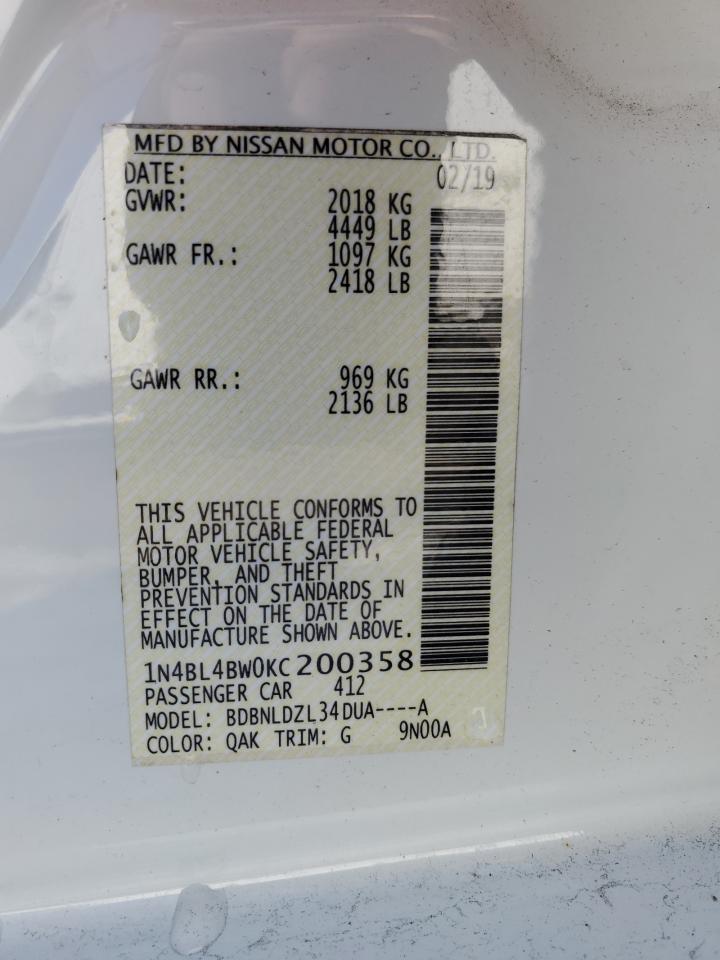 MFD BY NISSAN MOTOR CO., LTD.
DATE: 02/19
GVWR: 2018 KG
4449 LB
GAWR FR.: 1097 KG
2418 LB
GAWR RR.: 969 KG
2136 LB
THIS VEHICLE CONFORMS TO
ALL APPLICABLE FEDERAL
MOTOR VEHICLE SAFETY,
BUMPER, AND THEFT
PREVENTION STANDARDS IN
EFFECT ON THE DATE OF
MANUFACTURE SHOWN ABOVE.
1N4BL4BW0KC200358
PASSENGER CAR 412
MODEL: BDBNLDZL34DUA----A
COLOR: QAK TRIM: G 9N00A